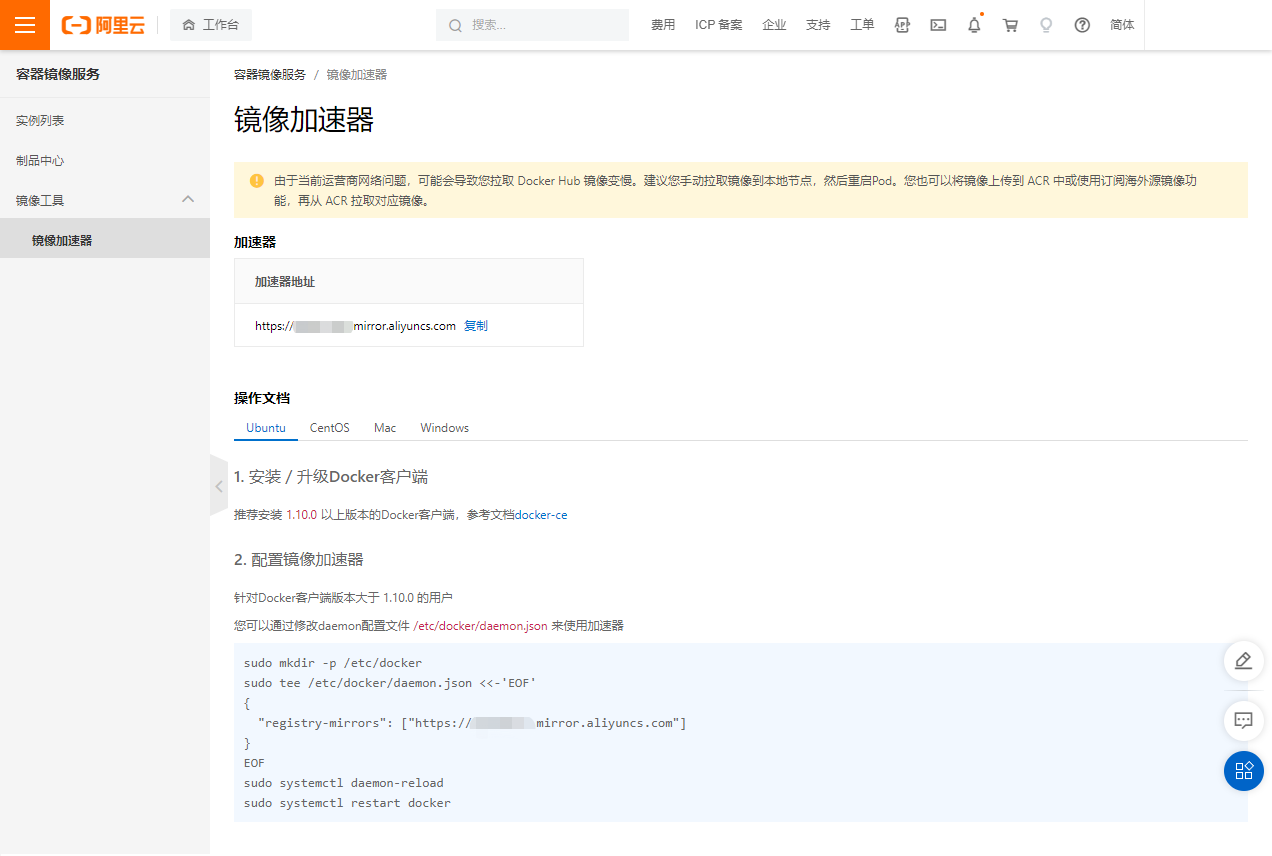 阿里云
工作台
搜索...
费用 ICP 备案 企业 支持 工单 简体
容器镜像服务
实例列表
制品中心
镜像工具
镜像加速器
容器镜像服务 / 镜像加速器
镜像加速器
由于当前运营商网络问题，可能会导致您拉取 Docker Hub 镜像变慢。建议您手动拉取镜像到本地节点，然后重启Pod。您也可以将镜像上传到 ACR 中或使用订阅海外源镜像功
能，再从 ACR 拉取对应镜像。
加速器
加速器地址
https:// mirror.aliyuncs.com 复制
操作文档
Ubuntu CentOS Mac Windows
1. 安装 / 升级Docker客户端
推荐安装 1.10.0 以上版本的Docker客户端，参考文档docker-ce
2. 配置镜像加速器
针对Docker客户端版本大于 1.10.0 的用户
您可以通过修改daemon配置文件 /etc/docker/daemon.json 来使用加速器
sudo mkdir -p /etc/docker
sudo tee /etc/docker/daemon.json <<-'EOF'
{
  "registry-mirrors": ["https:// mirror.aliyuncs.com"]
}
EOF
sudo systemctl daemon-reload
sudo systemctl restart docker